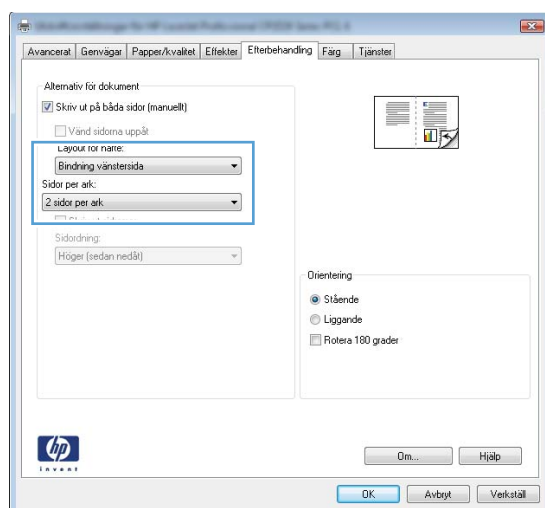 Avancerat Genvägar Papper/kvalitet Effekter Efterbehandling Färg Tjänster
Alternativ för dokument
Skriv ut på båda sidor (manuellt)
Vänd sidorna uppåt
Layout för häfte:
Bindning vänstersida
Sidor per ark:
2 sidor per ark
Sidordning:
Höger (sedan nedåt)
Orientering
Stående
Liggande
Rotera 180 grader
hp
invent
Om... Hjälp
OK Avbryt Verkställ